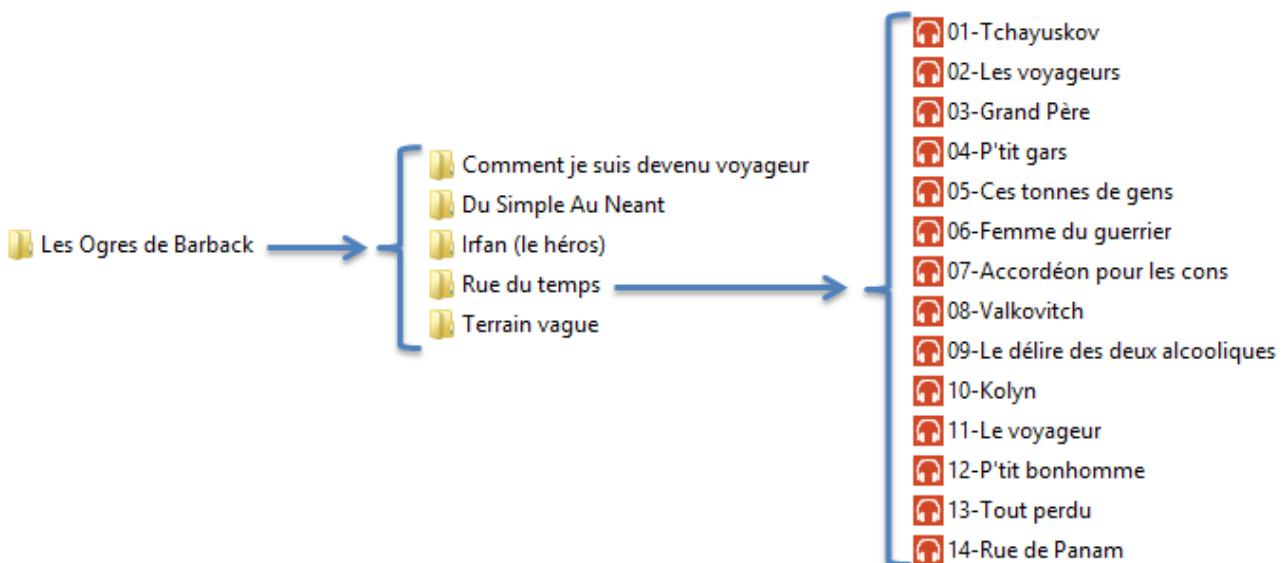 Les Ogres de Barback
Comment je suis devenu voyageur
Du Simple Au Neant
Irfan (le héros)
Rue du temps
Terrain vague
01-Tchayuskov
02-Les voyageurs
03-Grand Père
04-P'tit gars
05-Ces tonnes de gens
06-Femme du guerrier
07-Accordéon pour les cons
08-Valkovitch
09-Le délire des deux alcooliques
10-Kolyn
11-Le voyageur
12-P'tit bonhomme
13-Tout perdu
14-Rue de Panam